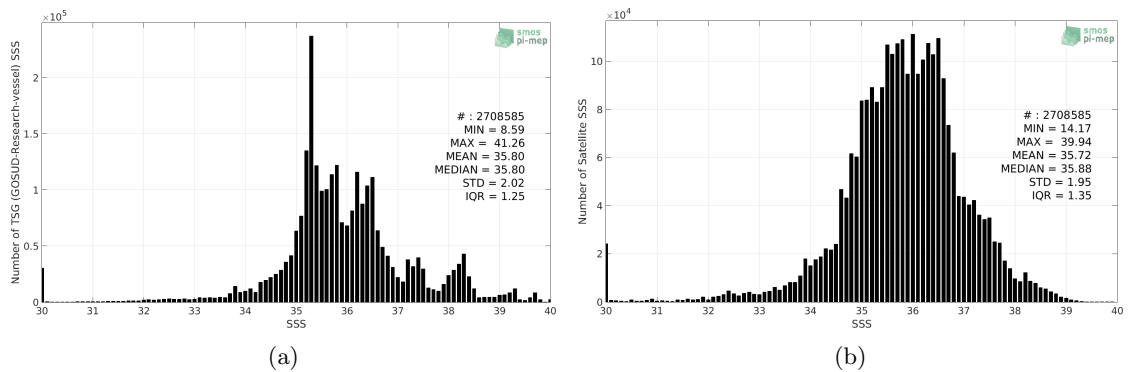 ×10⁵
smos
pi-mep
Number of TSG (GOSUD-Research-vessel) SSS
2
1.5
1
0.5
0
# : 2708585
MIN = 8.59
MAX = 41.26
MEAN = 35.80
MEDIAN = 35.80
STD = 2.02
IQR = 1.25
30 31 32 33 34 35 36 37 38 39 40
SSS
(a)
×10⁴
smos
pi-mep
Number of Satellite SSS
10
8
6
4
2
0
# : 2708585
MIN = 14.17
MAX = 39.94
MEAN = 35.72
MEDIAN = 35.88
STD = 1.95
IQR = 1.35
30 31 32 33 34 35 36 37 38 39 40
SSS
(b)